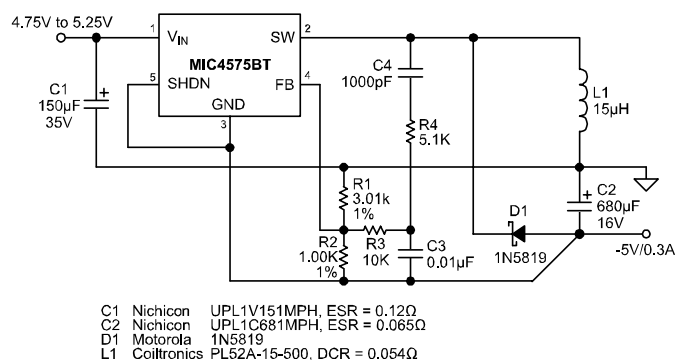 4.75V to 5.25V
1
VIN
SW
2
MIC4575BT
5
SHDN
FB
4
GND
3
C1
150µF
35V
+
C4
1000pF
R4
5.1K
L1
15µH
R1
3.01k
1%
R2
1.00K
1%
R3
10K
C3
0.01µF
D1
1N5819
C2
680µF
16V
+
-5V/0.3A
C1 Nichicon UPL1V151MPH, ESR = 0.12Ω
C2 Nichicon UPL1C681MPH, ESR = 0.065Ω
D1 Motorola 1N5819
L1 Coiltronics PL52A-15-500, DCR = 0.054Ω